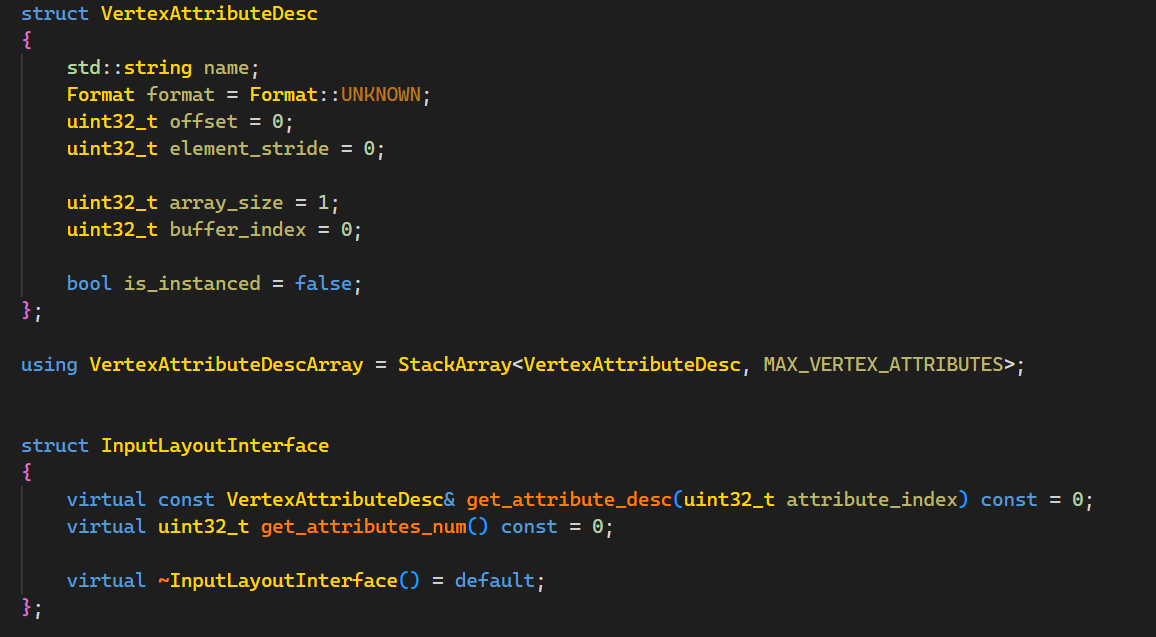 struct VertexAttributeDesc
{
    std::string name;
    Format format = Format::UNKNOWN;
    uint32_t offset = 0;
    uint32_t element_stride = 0;

    uint32_t array_size = 1;
    uint32_t buffer_index = 0;

    bool is_instanced = false;
};

using VertexAttributeDescArray = StackArray<VertexAttributeDesc, MAX_VERTEX_ATTRIBUTES>;


struct InputLayoutInterface
{
    virtual const VertexAttributeDesc& get_attribute_desc(uint32_t attribute_index) const = 0;
    virtual uint32_t get_attributes_num() const = 0;

    virtual ~InputLayoutInterface() = default;
};